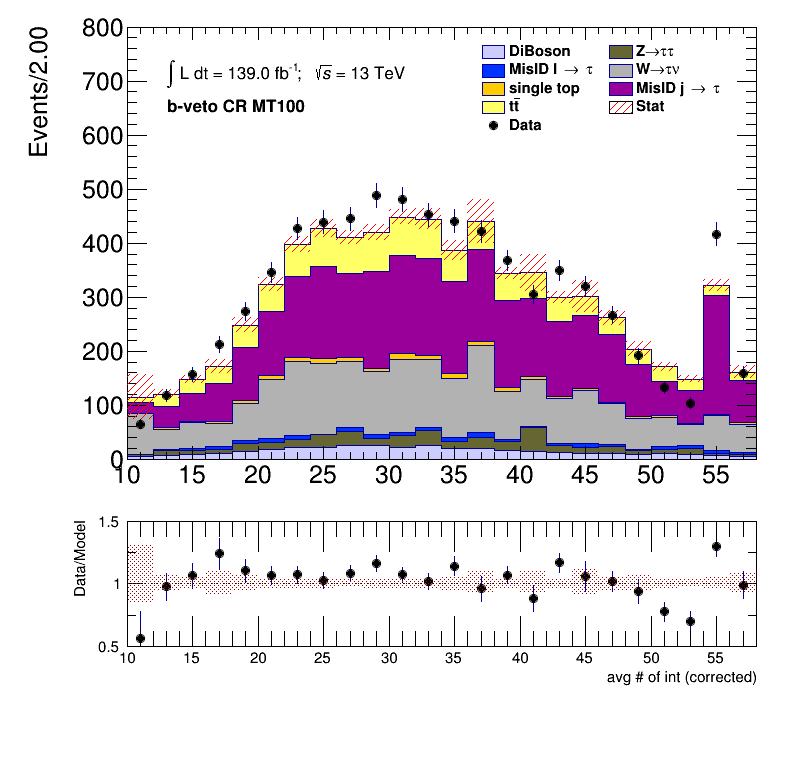 Events/2.00
800
700
600
500
400
300
200
100
0
∫ L dt = 139.0 fb⁻¹; √s = 13 TeV
b-veto CR MT100
DiBoson
MisID l → τ
single top
tt̄
Data
Z→ττ
W→τν
MisID j → τ
Stat
10 15 20 25 30 35 40 45 50 55
Data/Model
1.5
1
0.5
10 15 20 25 30 35 40 45 50 55
avg # of int (corrected)